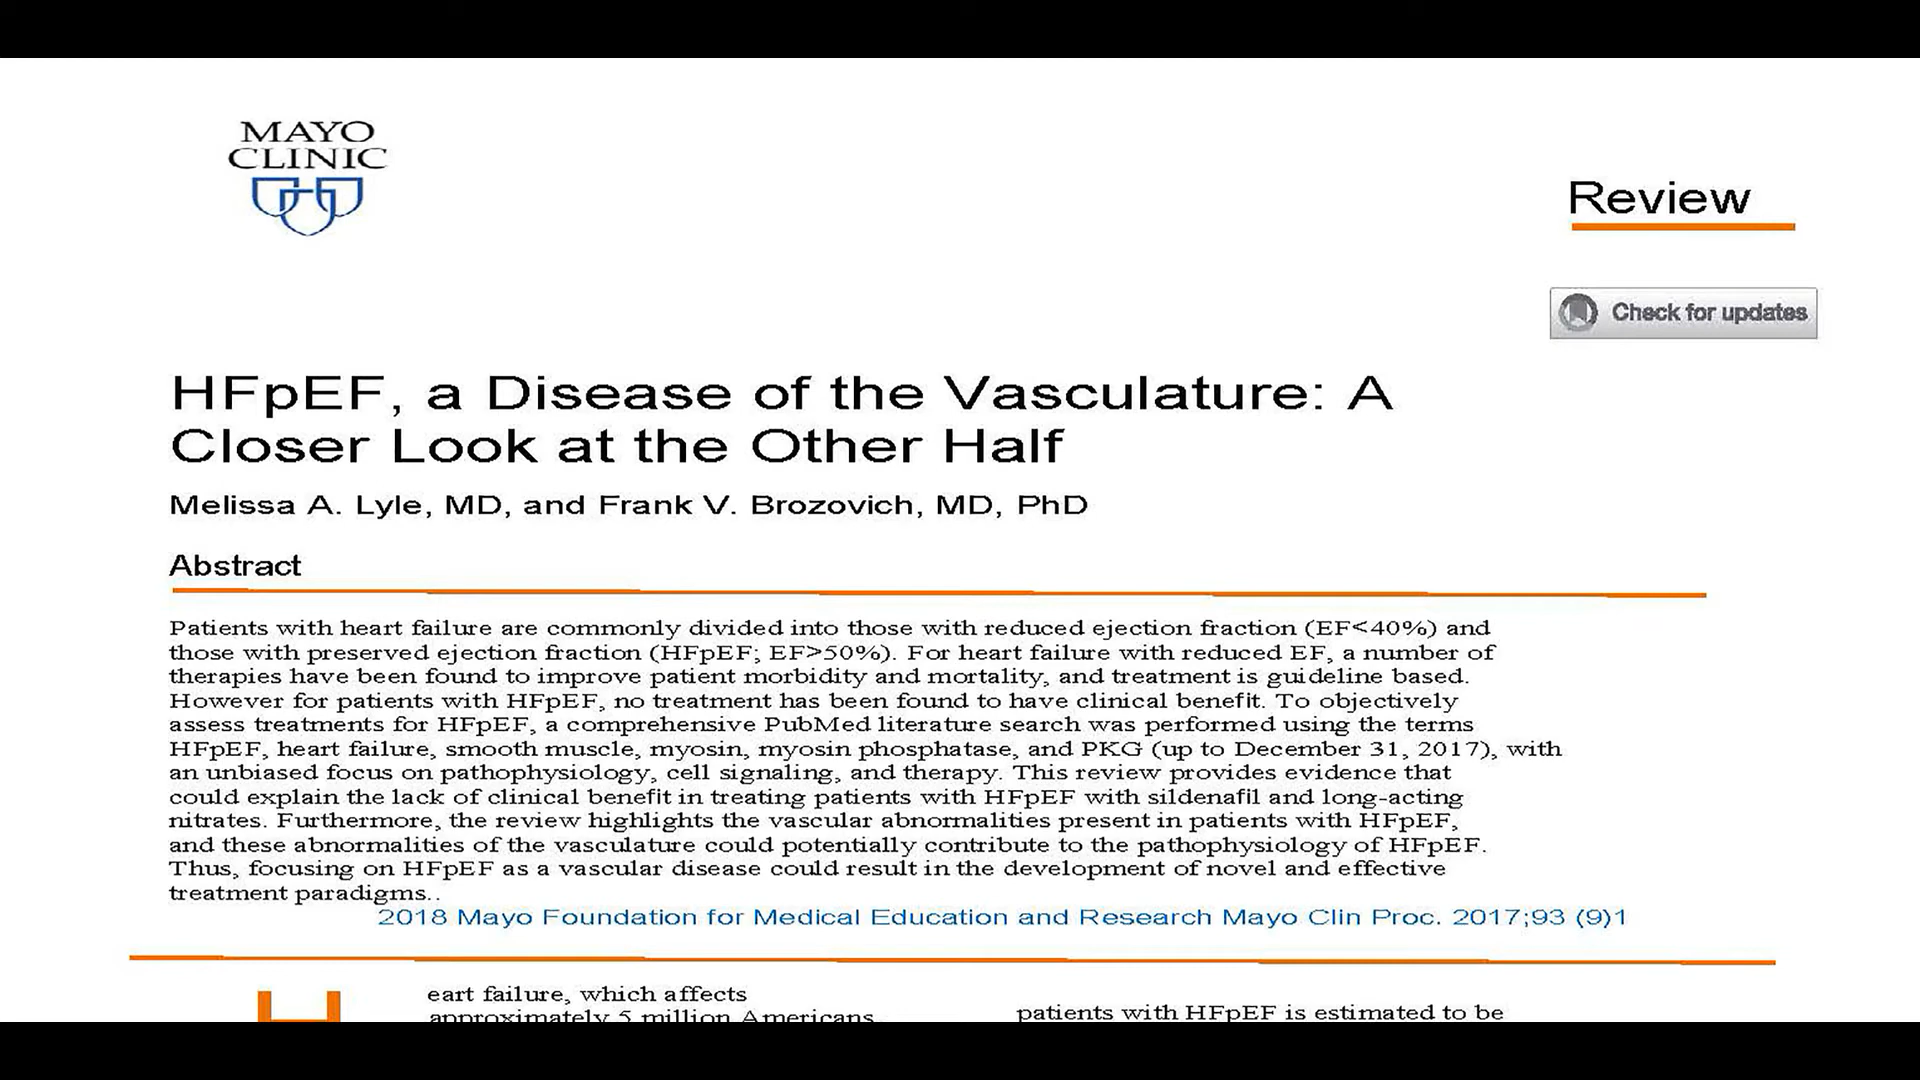 MAYO
CLINIC
Review
Check for updates
HFpEF, a Disease of the Vasculature: A
Closer Look at the Other Half
Melissa A. Lyle, MD, and Frank V. Brozovich, MD, PhD
Abstract
Patients with heart failure are commonly divided into those with reduced ejection fraction (EF<40%) and
those with preserved ejection fraction (HFpEF; EF>50%). For heart failure with reduced EF, a number of
therapies have been found to improve patient morbidity and mortality, and treatment is guideline based.
However for patients with HFpEF, no treatment has been found to have clinical benefit. To objectively
assess treatments for HFpEF, a comprehensive PubMed literature search was performed using the terms
HFpEF, heart failure, smooth muscle, myosin, myosin phosphatase, and PKG (up to December 31, 2017), with
an unbiased focus on pathophysiology, cell signaling, and therapy. This review provides evidence that
could explain the lack of clinical benefit in treating patients with HFpEF with sildenafil and long-acting
nitrates. Furthermore, the review highlights the vascular abnormalities present in patients with HFpEF,
and these abnormalities of the vasculature could potentially contribute to the pathophysiology of HFpEF.
Thus, focusing on HFpEF as a vascular disease could result in the development of novel and effective
treatment paradigms..
2018 Mayo Foundation for Medical Education and Research Mayo Clin Proc. 2017;93 (9)1
H
eart failure, which affects
approximately 5 million Americans
patients with HFpEF is estimated to be